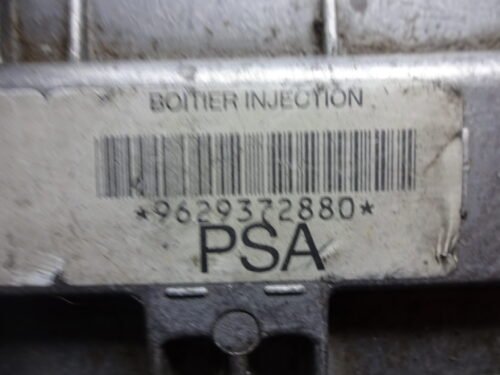 BOITIER INJECTION
*9629372880*
PSA